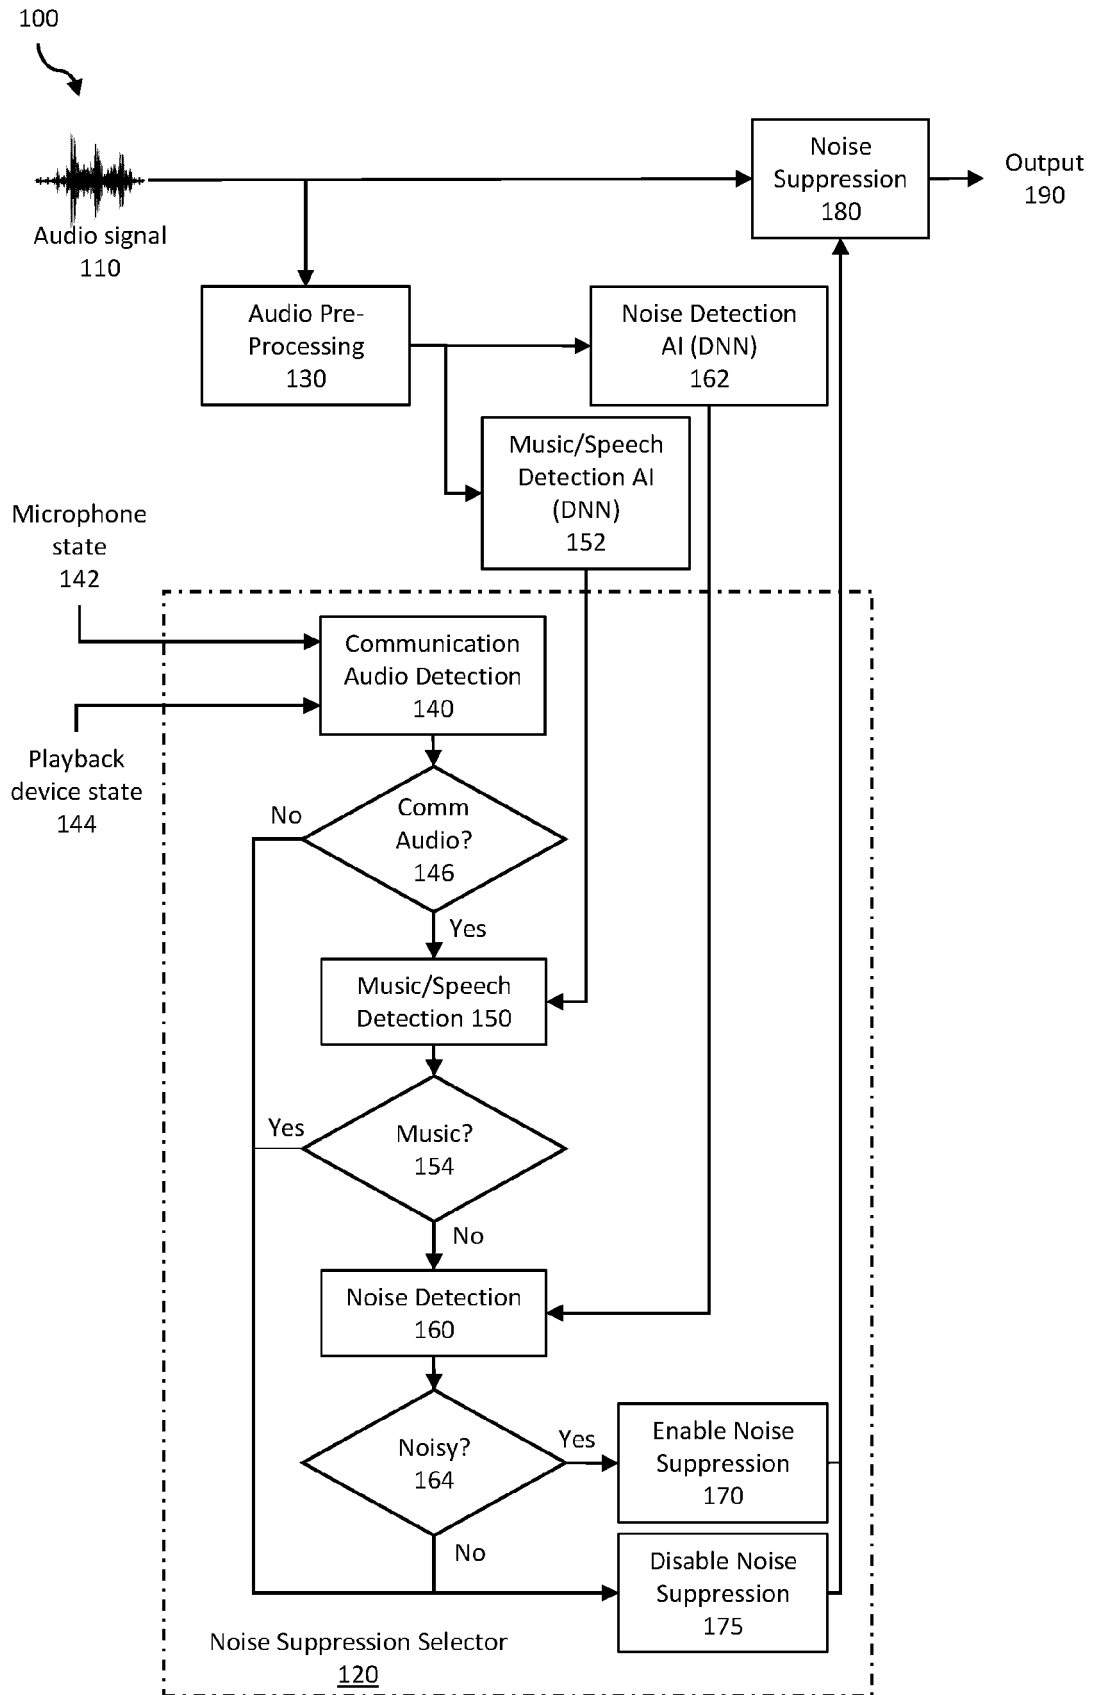 100
Noise
Suppression
180
Output
190
Audio signal
110
Audio Pre-
Processing
130
Noise Detection
AI (DNN)
162
Music/Speech
Detection AI
(DNN)
152
Microphone
state
142
Communication
Audio Detection
140
Playback
device state
144
No
Comm
Audio?
146
Yes
Music/Speech
Detection 150
Yes
Music?
154
No
Noise Detection
160
Noisy?
164
Yes
Enable Noise
Suppression
170
No
Disable Noise
Suppression
175
Noise Suppression Selector
120